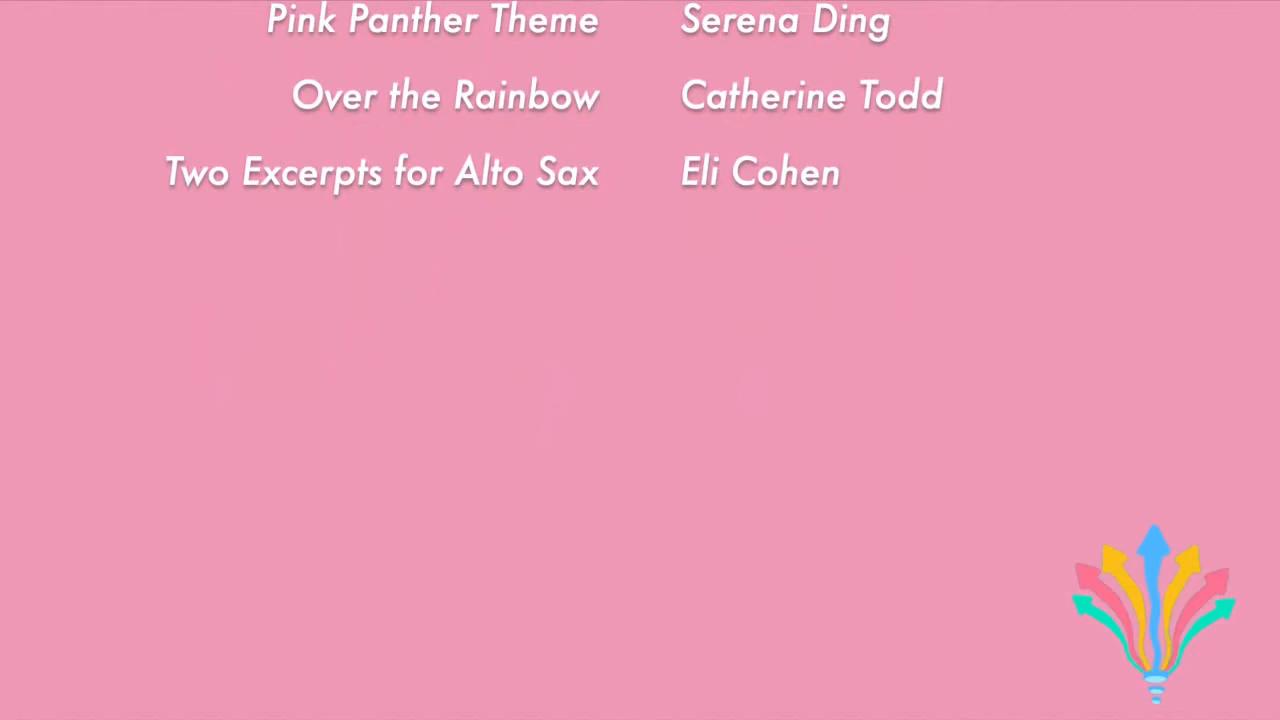 Pink Panther Theme Serena Ding
Over the Rainbow Catherine Todd
Two Excerpts for Alto Sax Eli Cohen